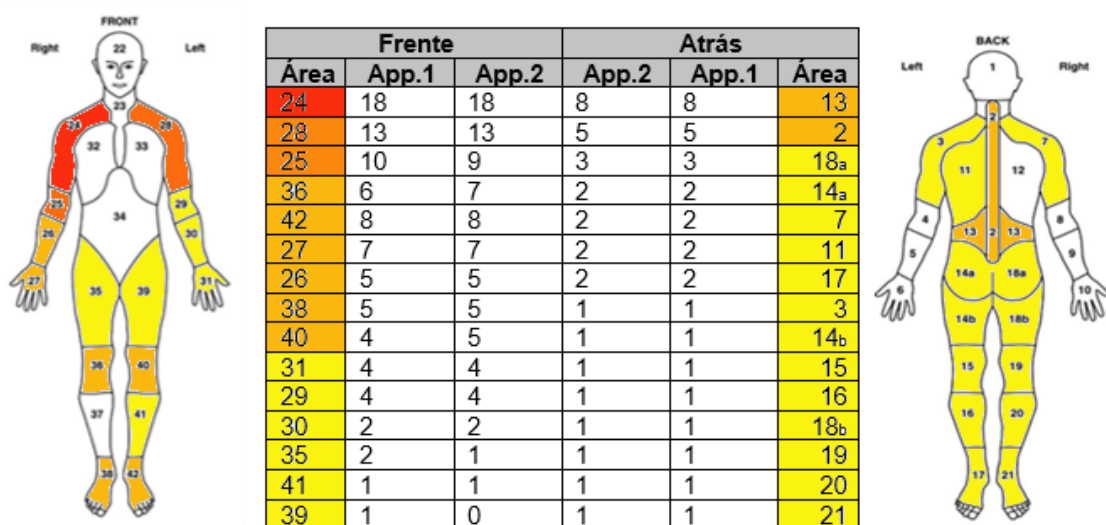 FRONT
Right 22 Left
23
24 28
32 33
25 29
34
26 30
27 31
35 39
36 40
37 41
38 42
Frente Atrás
Área App.1 App.2 App.2 App.1 Área
24 18 18 8 8 13
28 13 13 5 5 2
25 10 9 3 3 18a
36 6 7 2 2 14a
42 8 8 2 2 7
27 7 7 2 2 11
26 5 5 2 2 17
38 5 5 1 1 3
40 4 5 1 1 14b
31 4 4 1 1 15
29 4 4 1 1 16
30 2 2 1 1 18b
35 2 1 1 1 19
41 1 1 1 1 20
39 1 0 1 1 21
BACK
Left 1 Right
2
3 7
11 12
4 8
13 2 13
5 9
14a 18a
6 10
14b 18b
15 19
16 20
17 21